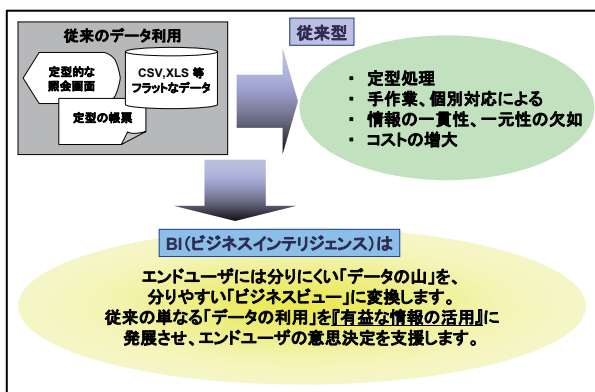 従来のデータ利用
定型的な
照会画面
CSV,XLS 等
フラットなデータ
定型の帳票
従来型
・ 定型処理
・ 手作業、個別対応による
・ 情報の一貫性、一元性の欠如
・ コストの増大
BI(ビジネスインテリジェンス)は
エンドユーザには分りにくい「データの山」を、
分りやすい「ビジネスビュー」に変換します。
従来の単なる「データの利用」を『有益な情報の活用』に
発展させ、エンドユーザの意思決定を支援します。